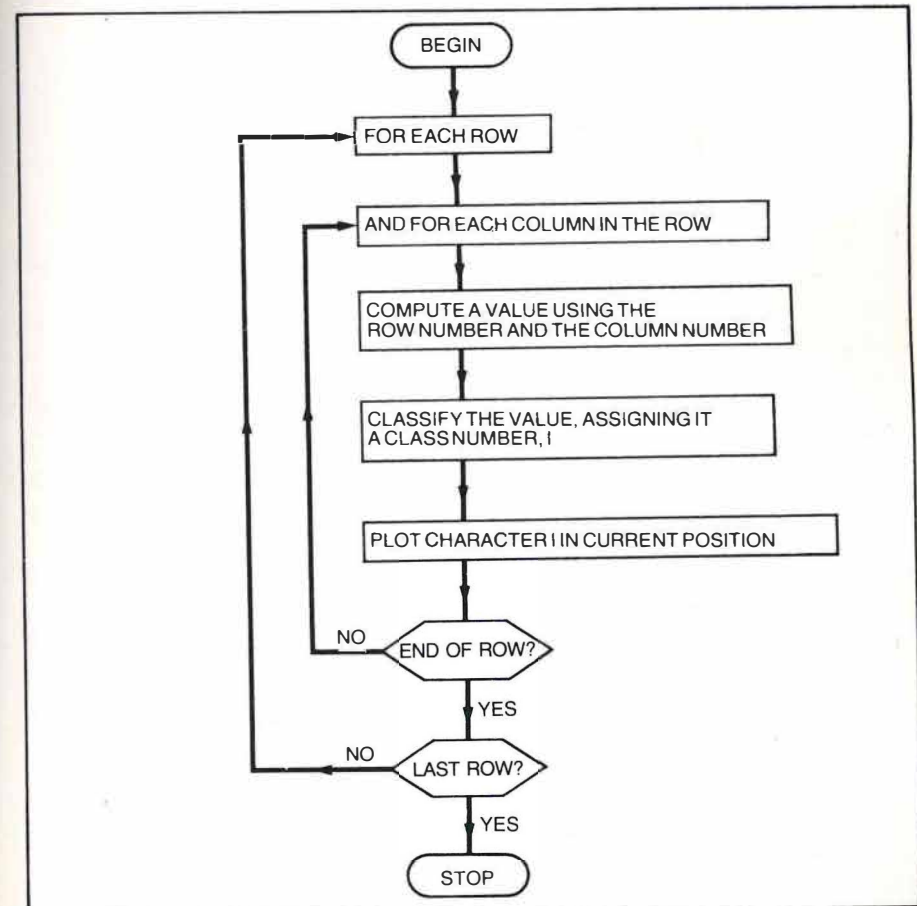 BEGIN
FOR EACH ROW
AND FOR EACH COLUMN IN THE ROW
COMPUTE A VALUE USING THE
ROW NUMBER AND THE COLUMN NUMBER
CLASSIFY THE VALUE, ASSIGNING IT
A CLASS NUMBER, I
PLOT CHARACTER I IN CURRENT POSITION
NO
END OF ROW?
YES
NO
LAST ROW?
YES
STOP